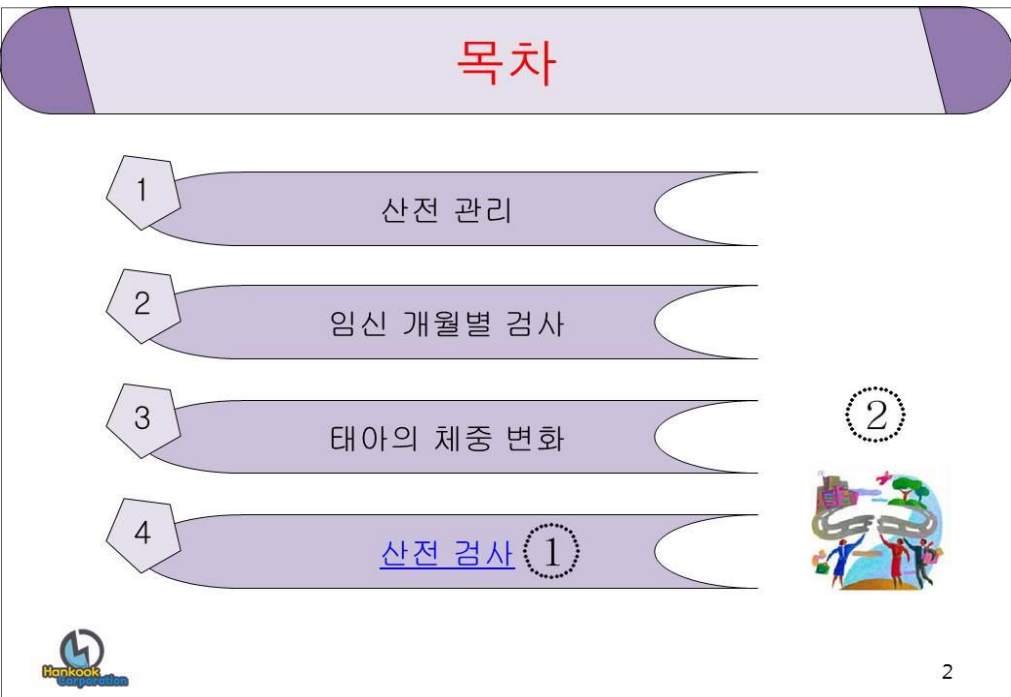 목차
1
산전 관리
2
임신 개월별 검사
3
태아의 체중 변화
②
4
산전 검사 ①
Hankook
Corporation
2